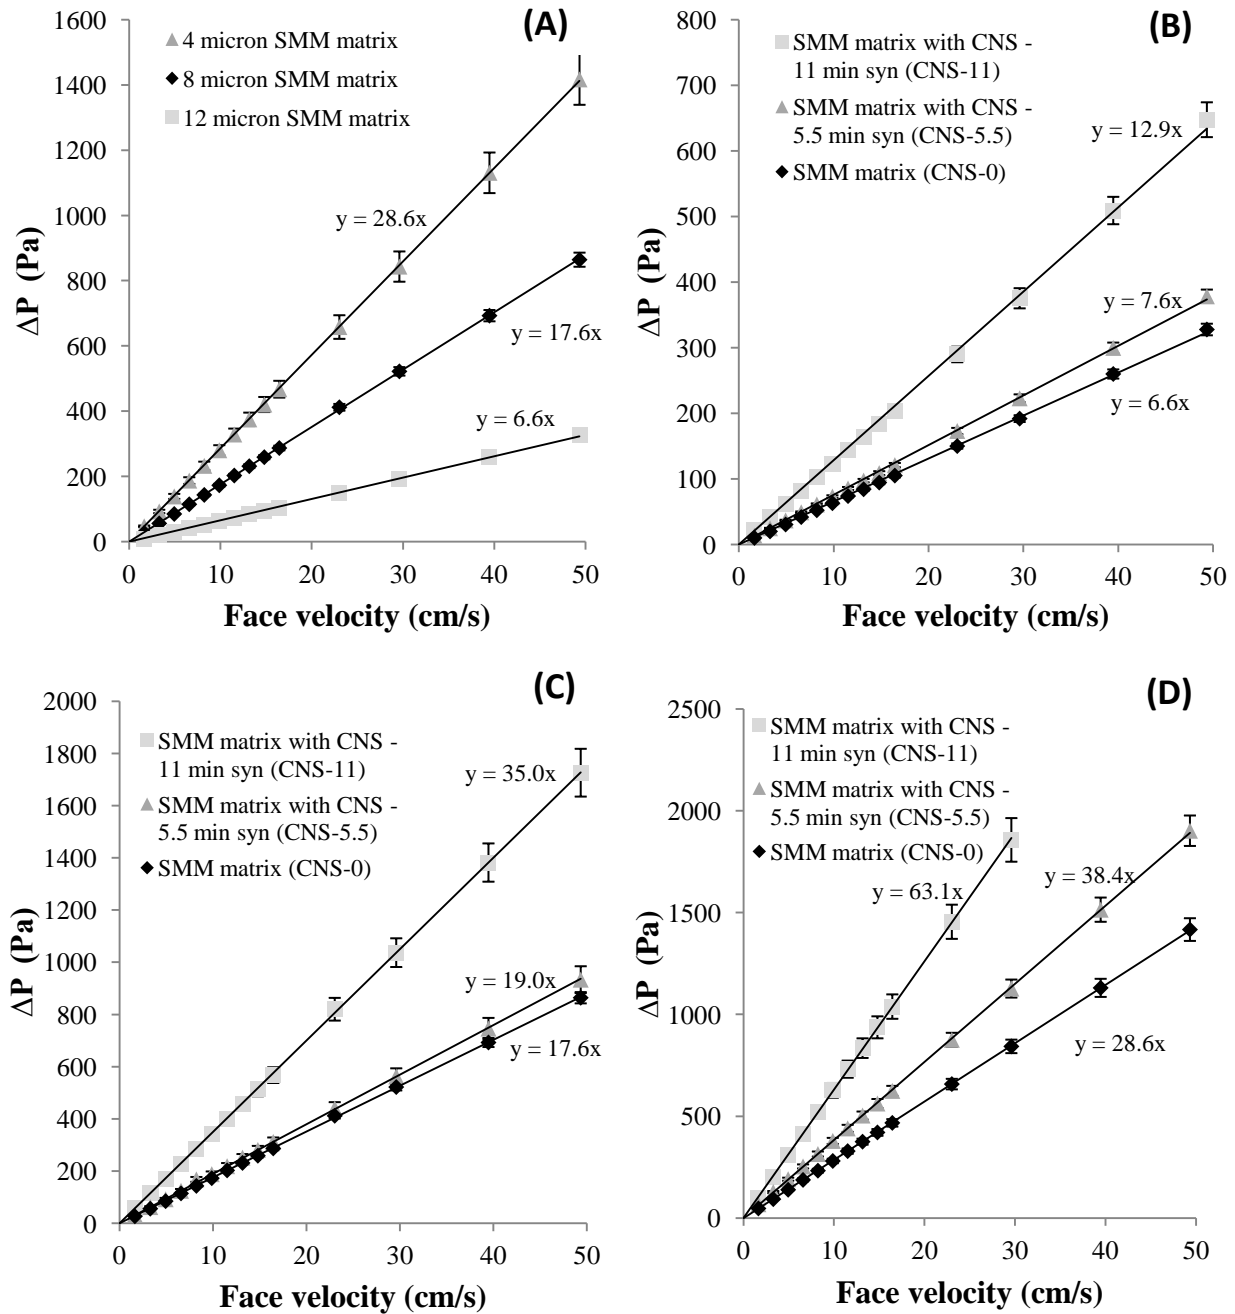 (A)
1600
1400
1200
1000
800
600
400
200
0
ΔP (Pa)
4 micron SMM matrix
8 micron SMM matrix
12 micron SMM matrix
y = 28.6x
y = 17.6x
y = 6.6x
0 10 20 30 40 50
Face velocity (cm/s)
(B)
800
700
600
500
400
300
200
100
0
ΔP (Pa)
SMM matrix with CNS -
11 min syn (CNS-11)
SMM matrix with CNS -
5.5 min syn (CNS-5.5)
SMM matrix (CNS-0)
y = 12.9x
y = 7.6x
y = 6.6x
0 10 20 30 40 50
Face velocity (cm/s)
(C)
2000
1800
1600
1400
1200
1000
800
600
400
200
0
ΔP (Pa)
SMM matrix with CNS -
11 min syn (CNS-11)
SMM matrix with CNS -
5.5 min syn (CNS-5.5)
SMM matrix (CNS-0)
y = 35.0x
y = 19.0x
y = 17.6x
0 10 20 30 40 50
Face velocity (cm/s)
(D)
2500
2000
1500
1000
500
0
ΔP (Pa)
SMM matrix with CNS -
11 min syn (CNS-11)
SMM matrix with CNS -
5.5 min syn (CNS-5.5)
SMM matrix (CNS-0)
y = 63.1x
y = 38.4x
y = 28.6x
0 10 20 30 40 50
Face velocity (cm/s)